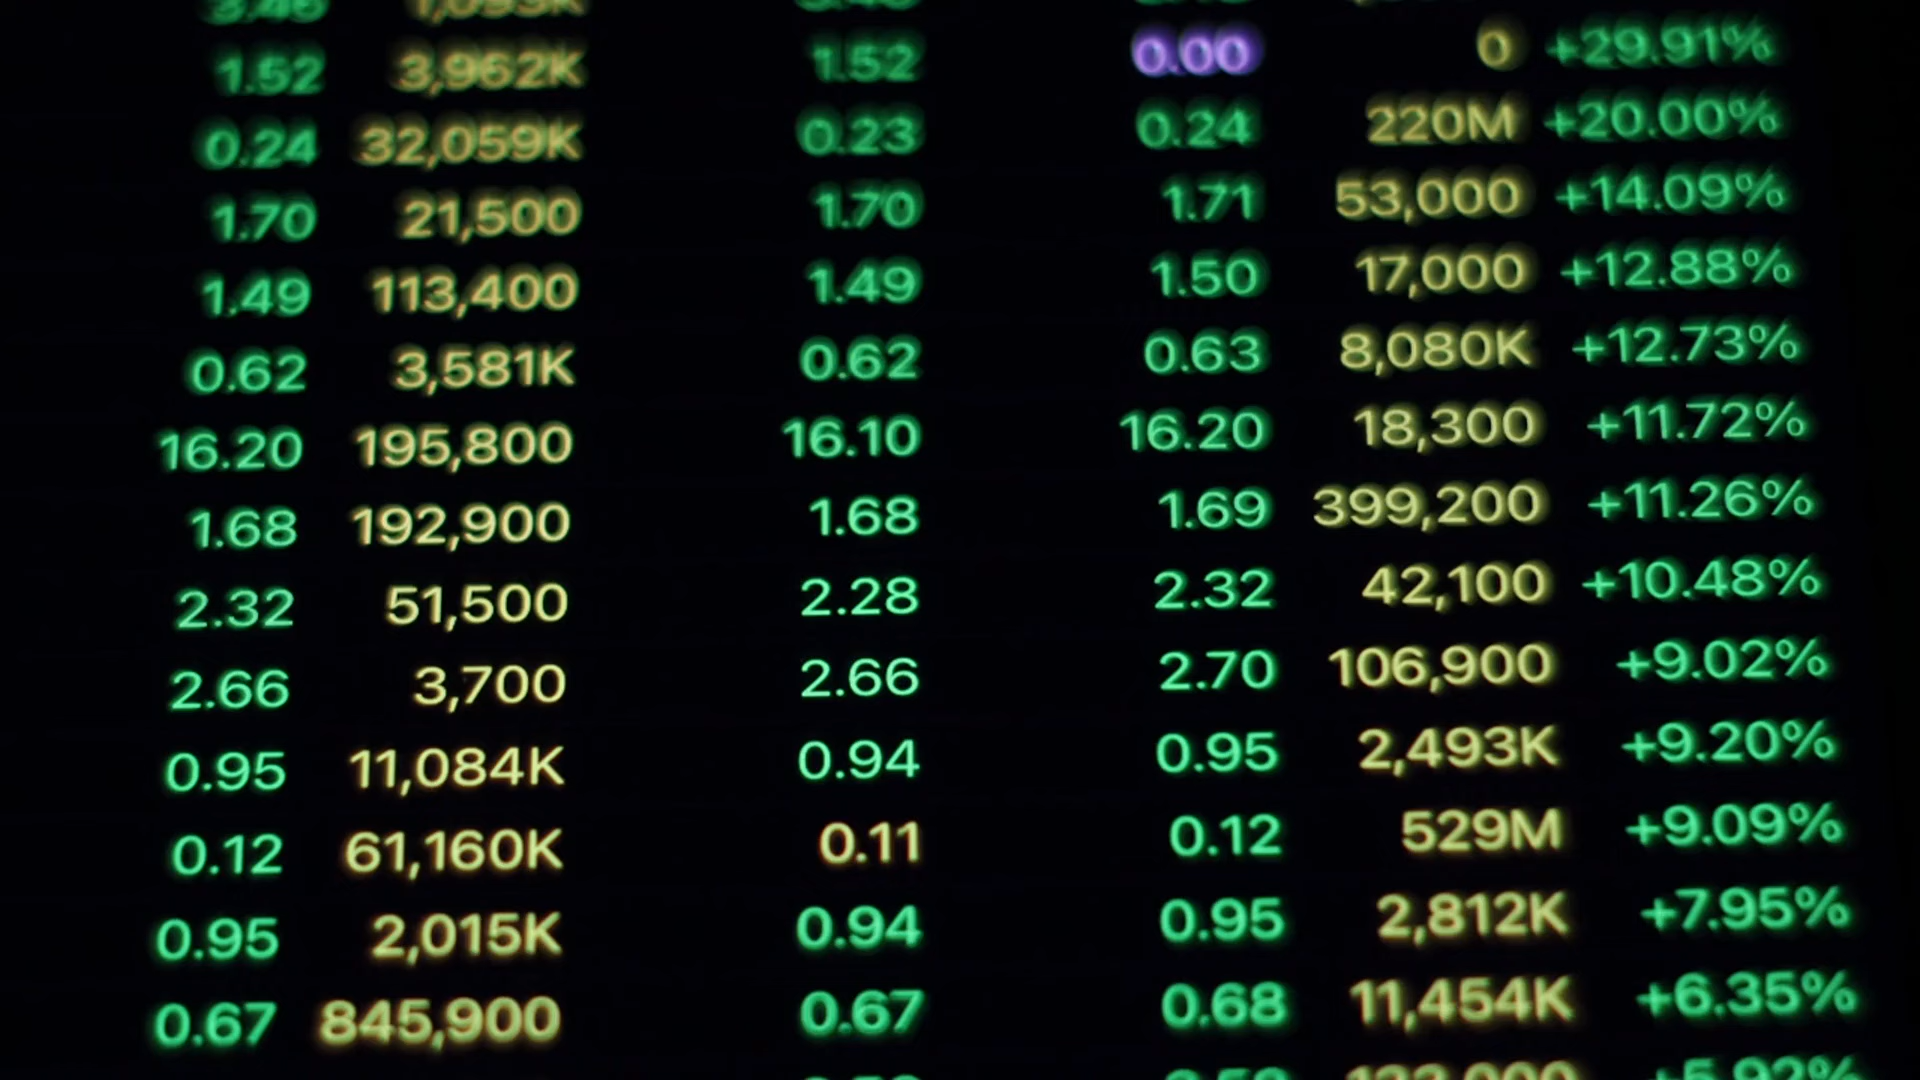 1.52 3,962K 1.52 0.00 0 +29.91%
0.24 32,059K 0.23 0.24 220M +20.00%
1.70 21,500 1.70 1.71 53,000 +14.09%
1.49 113,400 1.49 1.50 17,000 +12.88%
0.62 3,581K 0.62 0.63 8,080K +12.73%
16.20 195,800 16.10 16.20 18,300 +11.72%
1.68 192,900 1.68 1.69 399,200 +11.26%
2.32 51,500 2.28 2.32 42,100 +10.48%
2.66 3,700 2.66 2.70 106,900 +9.02%
0.95 11,084K 0.94 0.95 2,493K +9.20%
0.12 61,160K 0.11 0.12 529M +9.09%
0.95 2,015K 0.94 0.95 2,812K +7.95%
0.67 845,900 0.67 0.68 11,454K +6.35%